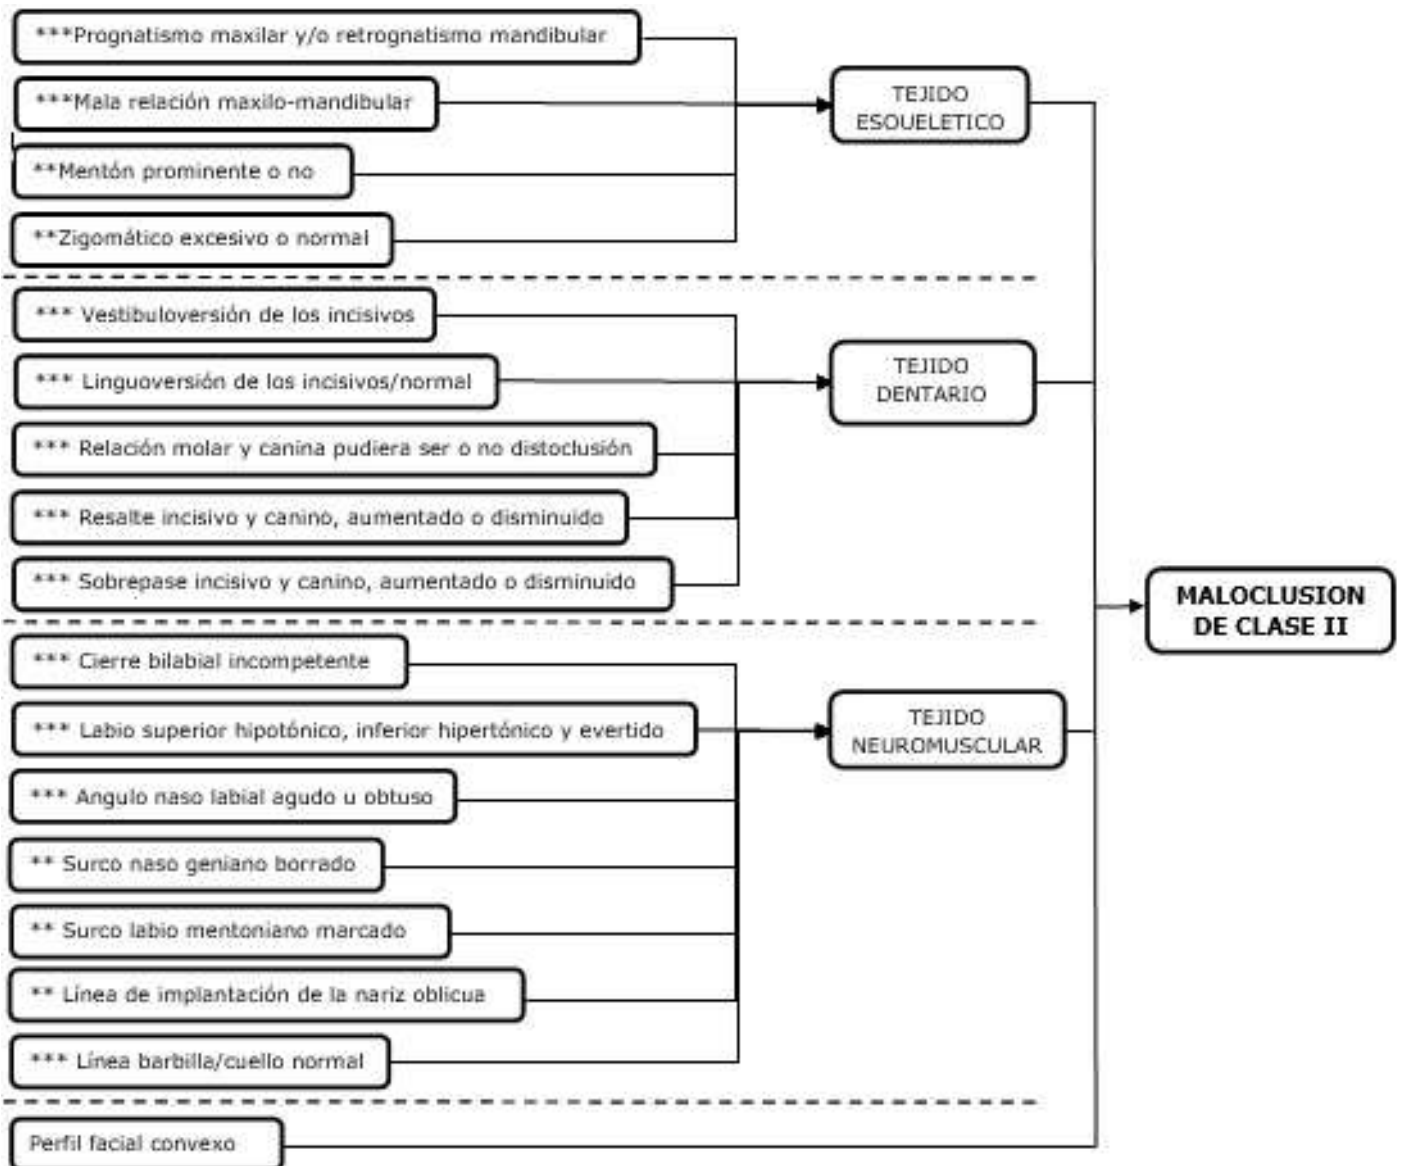 ***Prognatismo maxilar y/o retrognatismo mandibular
***Mala relación maxilo-mandibular
**Mentón prominente o no
**Zigomático excesivo o normal
TEJIDO
ESQUELETICO
*** Vestibuloversión de los incisivos
*** Linguoversión de los incisivos/normal
*** Relación molar y canina pudiera ser o no distoclusión
*** Resalte incisivo y canino, aumentado o disminuido
*** Sobrepase incisivo y canino, aumentado o disminuido
TEJIDO
DENTARIO
*** Cierre bilabial incompetente
*** Labio superior hipotónico, inferior hipertónico y evertido
*** Angulo naso labial agudo u obtuso
** Surco naso geniano borrado
** Surco labio mentoniano marcado
** Línea de implantación de la nariz oblicua
*** Línea barbilla/cuello normal
TEJIDO
NEUROMUSCULAR
Perfil facial convexo
MALOCLUSION
DE CLASE II